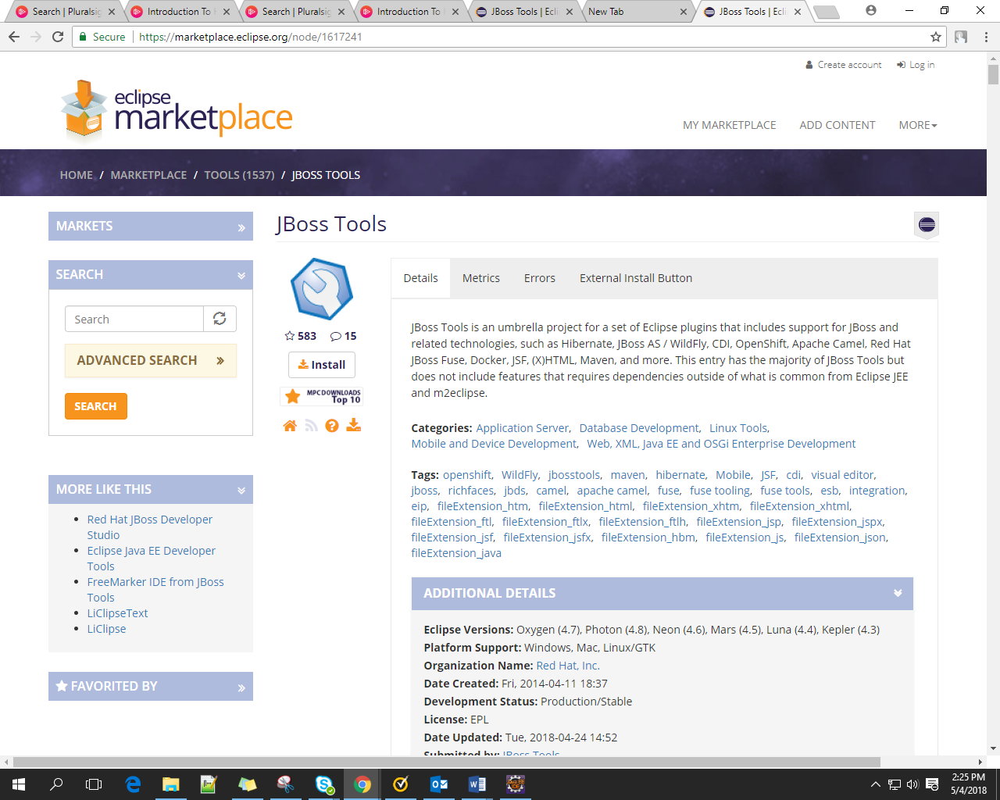 Search | Pluralsig
Introduction To
Search | Pluralsig
Introduction To
JBoss Tools | Ecli
New Tab
JBoss Tools | Ecli
Secure
https://marketplace.eclipse.org/node/1617241
Create account
Log in
eclipse
marketplace
MY MARKETPLACE
ADD CONTENT
MORE
HOME / MARKETPLACE / TOOLS (1537) / JBOSS TOOLS
MARKETS
SEARCH
Search
ADVANCED SEARCH
SEARCH
MORE LIKE THIS
Red Hat JBoss Developer
Studio
Eclipse Java EE Developer
Tools
FreeMarker IDE from JBoss
Tools
LiClipseText
LiClipse
FAVORITED BY
JBoss Tools
583
15
Install
MPC DOWNLOADS
Top 10
Details
Metrics
Errors
External Install Button
JBoss Tools is an umbrella project for a set of Eclipse plugins that includes support for JBoss and
related technologies, such as Hibernate, JBoss AS / WildFly, CDI, OpenShift, Apache Camel, Red Hat
JBoss Fuse, Docker, JSF, (X)HTML, Maven, and more. This entry has the majority of JBoss Tools but
does not include features that requires dependencies outside of what is common from Eclipse JEE
and m2eclipse.
Categories: Application Server, Database Development, Linux Tools,
Mobile and Device Development, Web, XML, Java EE and OSGi Enterprise Development
Tags: openshift, WildFly, jbosstools, maven, hibernate, Mobile, JSF, cdi, visual editor,
jboss, richfaces, jbds, camel, apache camel, fuse, fuse tooling, fuse tools, esb, integration,
eip, fileExtension_htm, fileExtension_html, fileExtension_xhtm, fileExtension_xhtml,
fileExtension_ftl, fileExtension_ftlx, fileExtension_ftlh, fileExtension_jsp, fileExtension_jspx,
fileExtension_jsf, fileExtension_jsfx, fileExtension_hbm, fileExtension_js, fileExtension_json,
fileExtension_java
ADDITIONAL DETAILS
Eclipse Versions: Oxygen (4.7), Photon (4.8), Neon (4.6), Mars (4.5), Luna (4.4), Kepler (4.3)
Platform Support: Windows, Mac, Linux/GTK
Organization Name: Red Hat, Inc.
Date Created: Fri, 2014-04-11 18:37
Development Status: Production/Stable
License: EPL
Date Updated: Tue, 2018-04-24 14:52
Submitted by: JBoss Tools
2:25 PM
5/4/2018